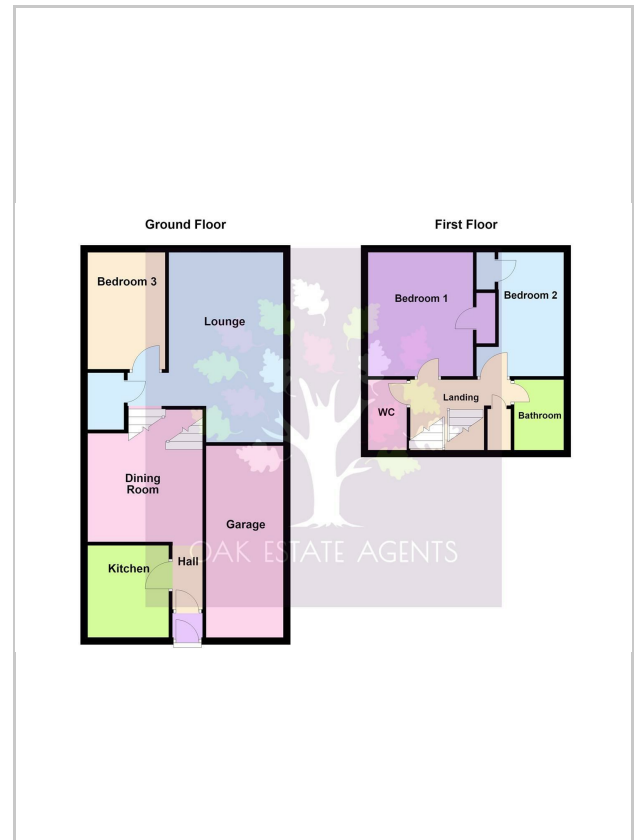 Ground Floor
First Floor
Bedroom 3
Lounge
Dining
Room
Garage
Kitchen
Hall
Bedroom 1
Bedroom 2
Landing
WC
Bathroom
OAK ESTATE AGENTS